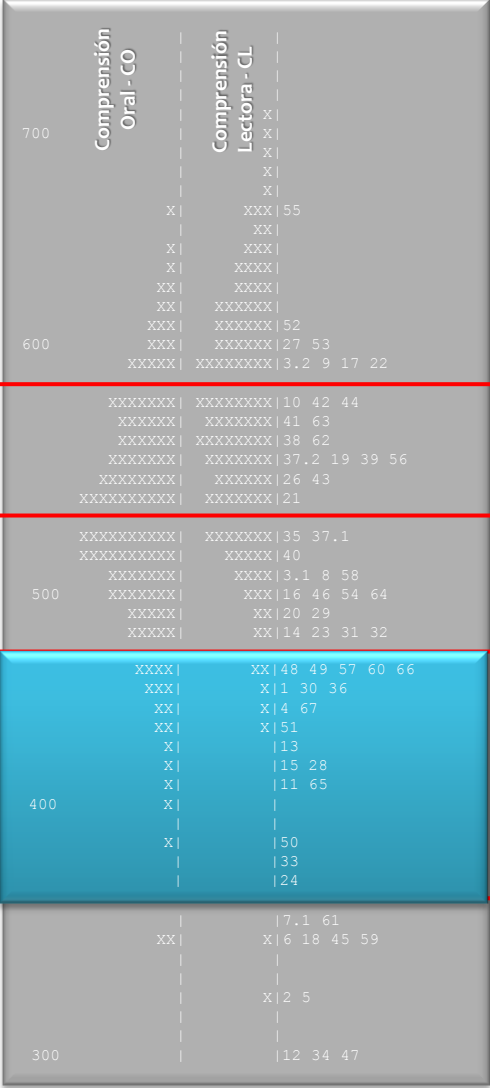 Comprensión
Oral - CO
Comprensión
Lectora - CL
| |
| |
| |
| |
| X|
700 | X|
| X|
| X|
| X|
X| XXX|55
| XX|
X| XXX|
X| XXXX|
XX| XXXX|
XX| XXXXXX|
XXX| XXXXXX|52
600 XXX| XXXXXX|27 53
XXXXX| XXXXXXXX|3.2 9 17 22
XXXXXXX| XXXXXXXX|10 42 44
XXXXXX| XXXXXXX|41 63
XXXXXX| XXXXXXXX|38 62
XXXXXXX| XXXXXXX|37.2 19 39 56
XXXXXXXX| XXXXXX|26 43
XXXXXXXXXX| XXXXXXX|21
XXXXXXXXXX| XXXXXXX|35 37.1
XXXXXXXXXX| XXXXX|40
XXXXXXX| XXXX|3.1 8 58
500 XXXXXXX| XXX|16 46 54 64
XXXXX| XX|20 29
XXXXX| XX|14 23 31 32
XXXX| XX|48 49 57 60 66
XXX| X|1 30 36
XX| X|4 67
XX| X|51
X| |13
X| |15 28
X| |11 65
400 X| |
| |
X| |50
| |33
| |24
| |7.1 61
XX| X|6 18 45 59
| |
| |
| X|2 5
| |
| |
300 | |12 34 47